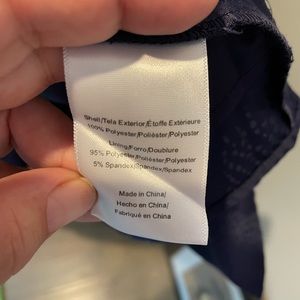 Shell/Tela Exterior/Étoffe Extérieure
100% Polyester/Poliéster/Polyester
Lining/Forro/Doublure
95% Polyester/Poliéster/Polyester
5% Spandex/Spandex/Spandex
Made in China/
Hecho en China/
Fabriqué en China